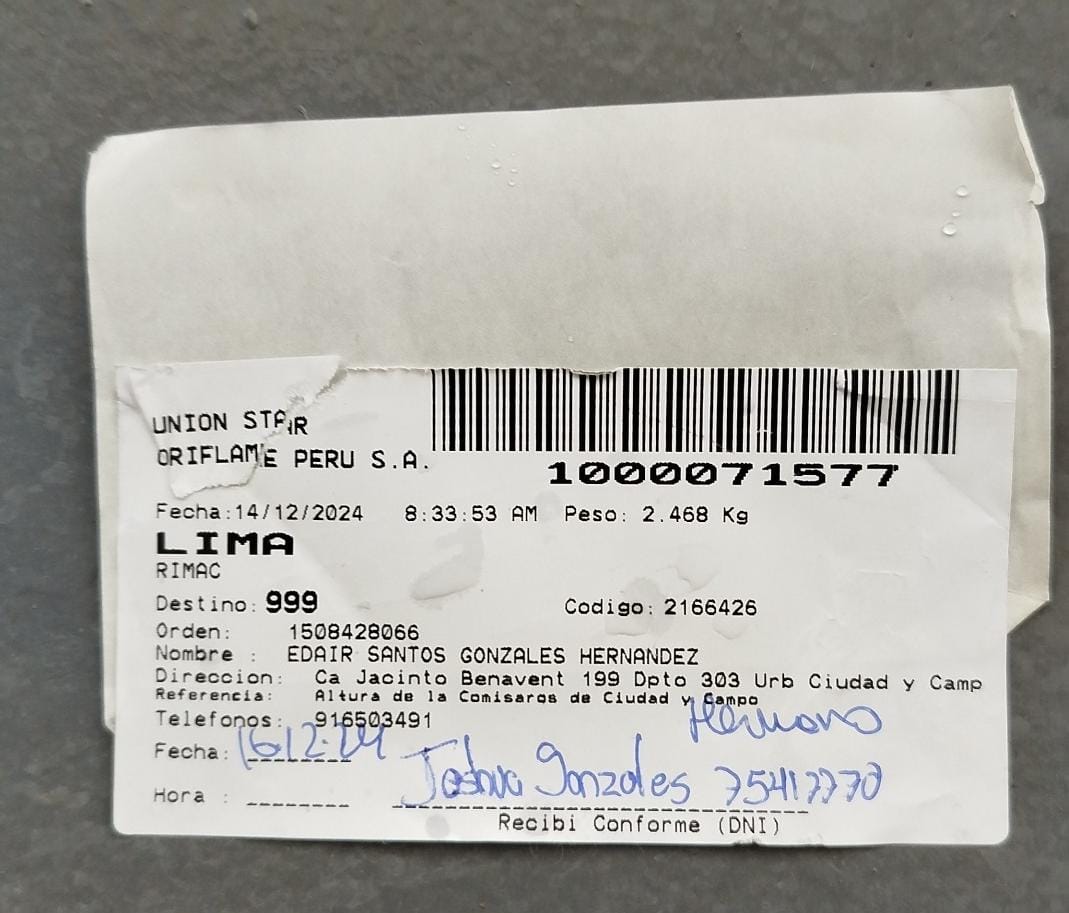 UNION STAR
ORIFLAME PERU S.A.
1000071577
Fecha:14/12/2024 8:33:53 AM Peso: 2.468 Kg
LIMA
RIMAC
Destino: 999 Codigo: 2166426
Orden: 1508428066
Nombre : EDAIR SANTOS GONZALES HERNANDEZ
Direccion: Ca Jacinto Benavent 199 Dpto 303 Urb Ciudad y Camp
Referencia: Altura de la Comisaros de Ciudad y Campo
Telefonos: 916503491 Hermano
Fecha: 16.12.24
Joshua Gonzales 75417770
Hora : ________
Recibi Conforme (DNI)